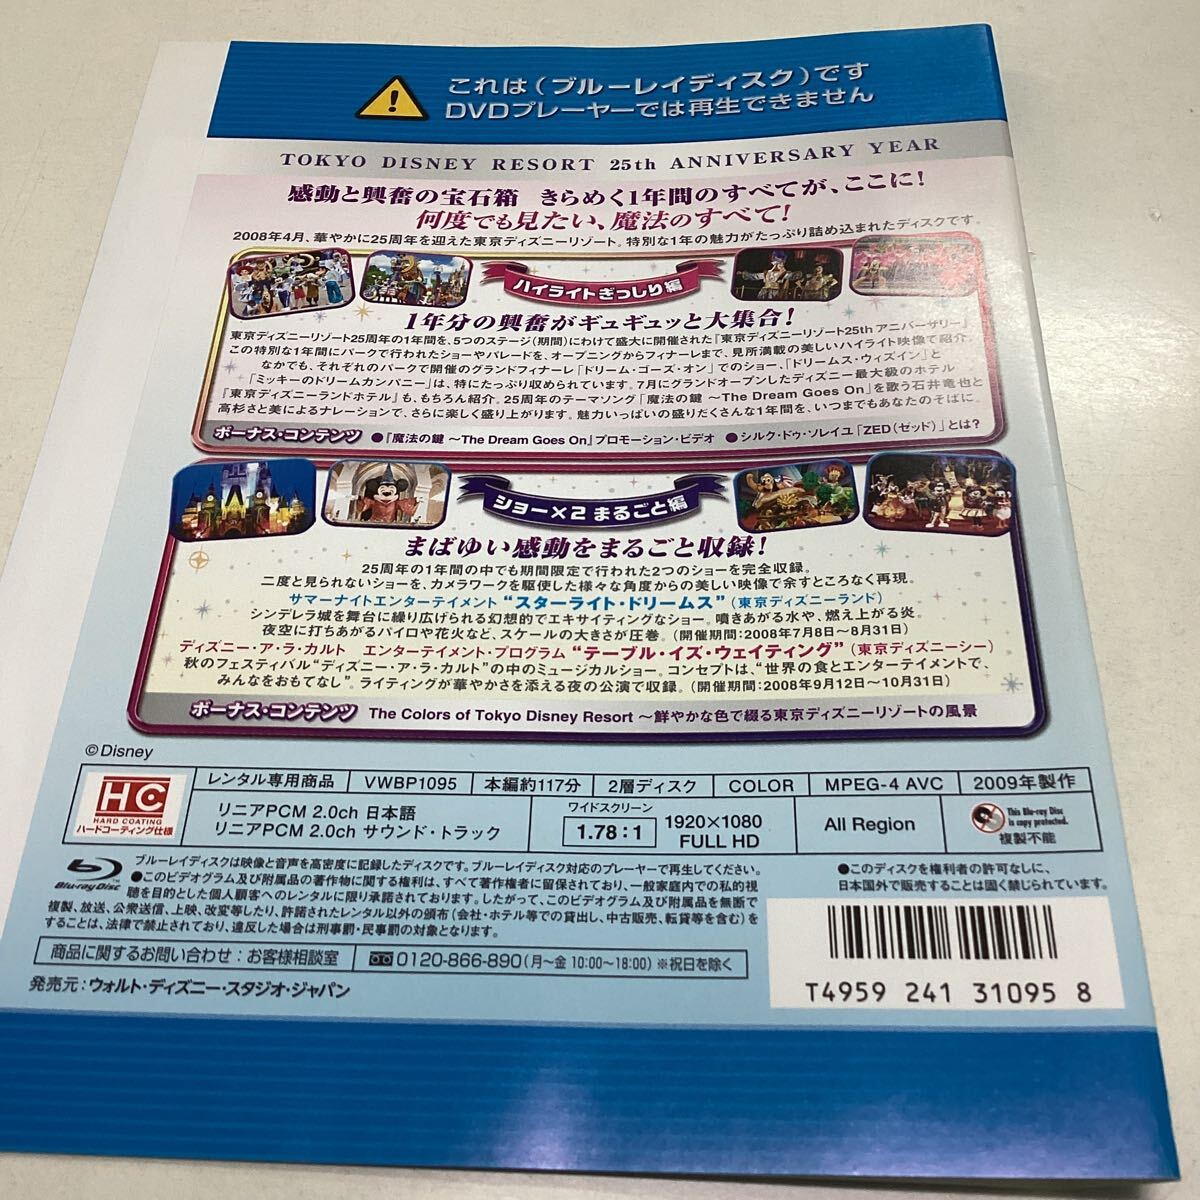 これは(ブルーレイディスク)です
DVDプレーヤーでは再生できません
TOKYO DISNEY RESORT 25th ANNIVERSARY YEAR
感動と興奮の宝石箱 きらめく1年間のすべてが、ここに!
何度でも見たい、魔法のすべて!
2008年4月、華やかに25周年を迎えた東京ディズニーリゾート。特別な1年の魅力がたっぷり詰め込まれたディスクです。
ハイライトぎっしり編
1年分の興奮がギュギュッと大集合!
東京ディズニーリゾート25周年の1年間を、5つのステージ(期間)にわけて盛大に開催された『東京ディズニーリゾート25th アニバーサリー』
この特別な1年間にパークで行われたショーやパレードを、オープニングからフィナーレまで、見所満載の美しいハイライト映像で紹介。
なかでも、それぞれのパークで開催のグランドフィナーレ「ドリーム・ゴーズ・オン」でのショー、「ドリームス・ウィズイン」と
「ミッキーのドリームカンパニー」は、特にたっぷり収められています。7月にグランドオープンしたディズニー最大級のホテル
『東京ディズニーランドホテル』も、もちろん紹介。25周年のテーマソング「魔法の鍵 ～The Dream Goes On」を歌う石井竜也と
高杉さと美によるナレーションで、さらに楽しく盛り上がります。魅力いっぱいの盛りだくさんな1年間を、いつまでもあなたのそばに。
ボーナス・コンテンツ ●『魔法の鍵 ～The Dream Goes On』プロモーション・ビデオ ●シルク・ドゥ・ソレイユ「ZED(ゼッド)」とは?
ショー×2 まるごと編
まばゆい感動をまるごと収録!
25周年の1年間の中でも期間限定で行われた2つのショーを完全収録。
二度と見られないショーを、カメラワークを駆使した様々な角度からの美しい映像で余すところなく再現。
サマーナイトエンターテイメント “スターライト・ドリームス” (東京ディズニーランド)
シンデレラ城を舞台に繰り広げられる幻想的でエキサイティングなショー。噴きあがる水や、燃え上がる炎。
夜空に打ちあがるパイロや花火など、スケールの大きさが圧巻。(開催期間:2008年7月8日～8月31日)
ディズニー・ア・ラ・カルト エンターテイメント・プログラム “テーブル・イズ・ウェイティング” (東京ディズニーシー)
秋のフェスティバル“ディズニー・ア・ラ・カルト”の中のミュージカルショー。コンセプトは、“世界の食とエンターテイメントで、
みんなをおもてなし”。ライティングが華やかさを添える夜の公演で収録。(開催期間:2008年9月12日～10月31日)
ボーナス・コンテンツ The Colors of Tokyo Disney Resort ～鮮やかな色で綴る東京ディズニーリゾートの風景
©Disney
HC
HARD COATING
ハードコーティング仕様
レンタル専用商品 VWBP1095 本編約117分 2層ディスク COLOR MPEG-4 AVC 2009年製作
リニアPCM 2.0ch 日本語
リニアPCM 2.0ch サウンド・トラック
ワイドスクリーン
1.78:1
1920×1080
FULL HD
All Region
This Blu-ray Disc
is copy protected.
複製不能
Blu-ray Disc
ブルーレイディスクは映像と音声を高密度に記録したディスクです。ブルーレイディスク対応のプレーヤーで再生してください。
●このビデオグラム及び附属品の著作物に関する権利は、すべて著作権者に留保されており、一般家庭内での私的視
聴を目的とした個人顧客へのレンタルに限り許諾されております。したがって、このビデオグラム及び附属品を無断で
複製、放送、公衆送信、上映、改変等したり、許諾されたレンタル以外の頒布(会社・ホテル等での貸出し、中古販売、転貸等を含む)を
することは、法律で禁止されており、違反した場合は刑事罰・民事罰の対象となります。
●このディスクを権利者の許可なしに、
日本国外で販売することは固く禁じられています。
商品に関するお問い合わせ:お客様相談室 0120-866-890(月～金 10:00～18:00) ※祝日を除く
発売元:ウォルト・ディズニー・スタジオ・ジャパン
T4959 241 31095 8